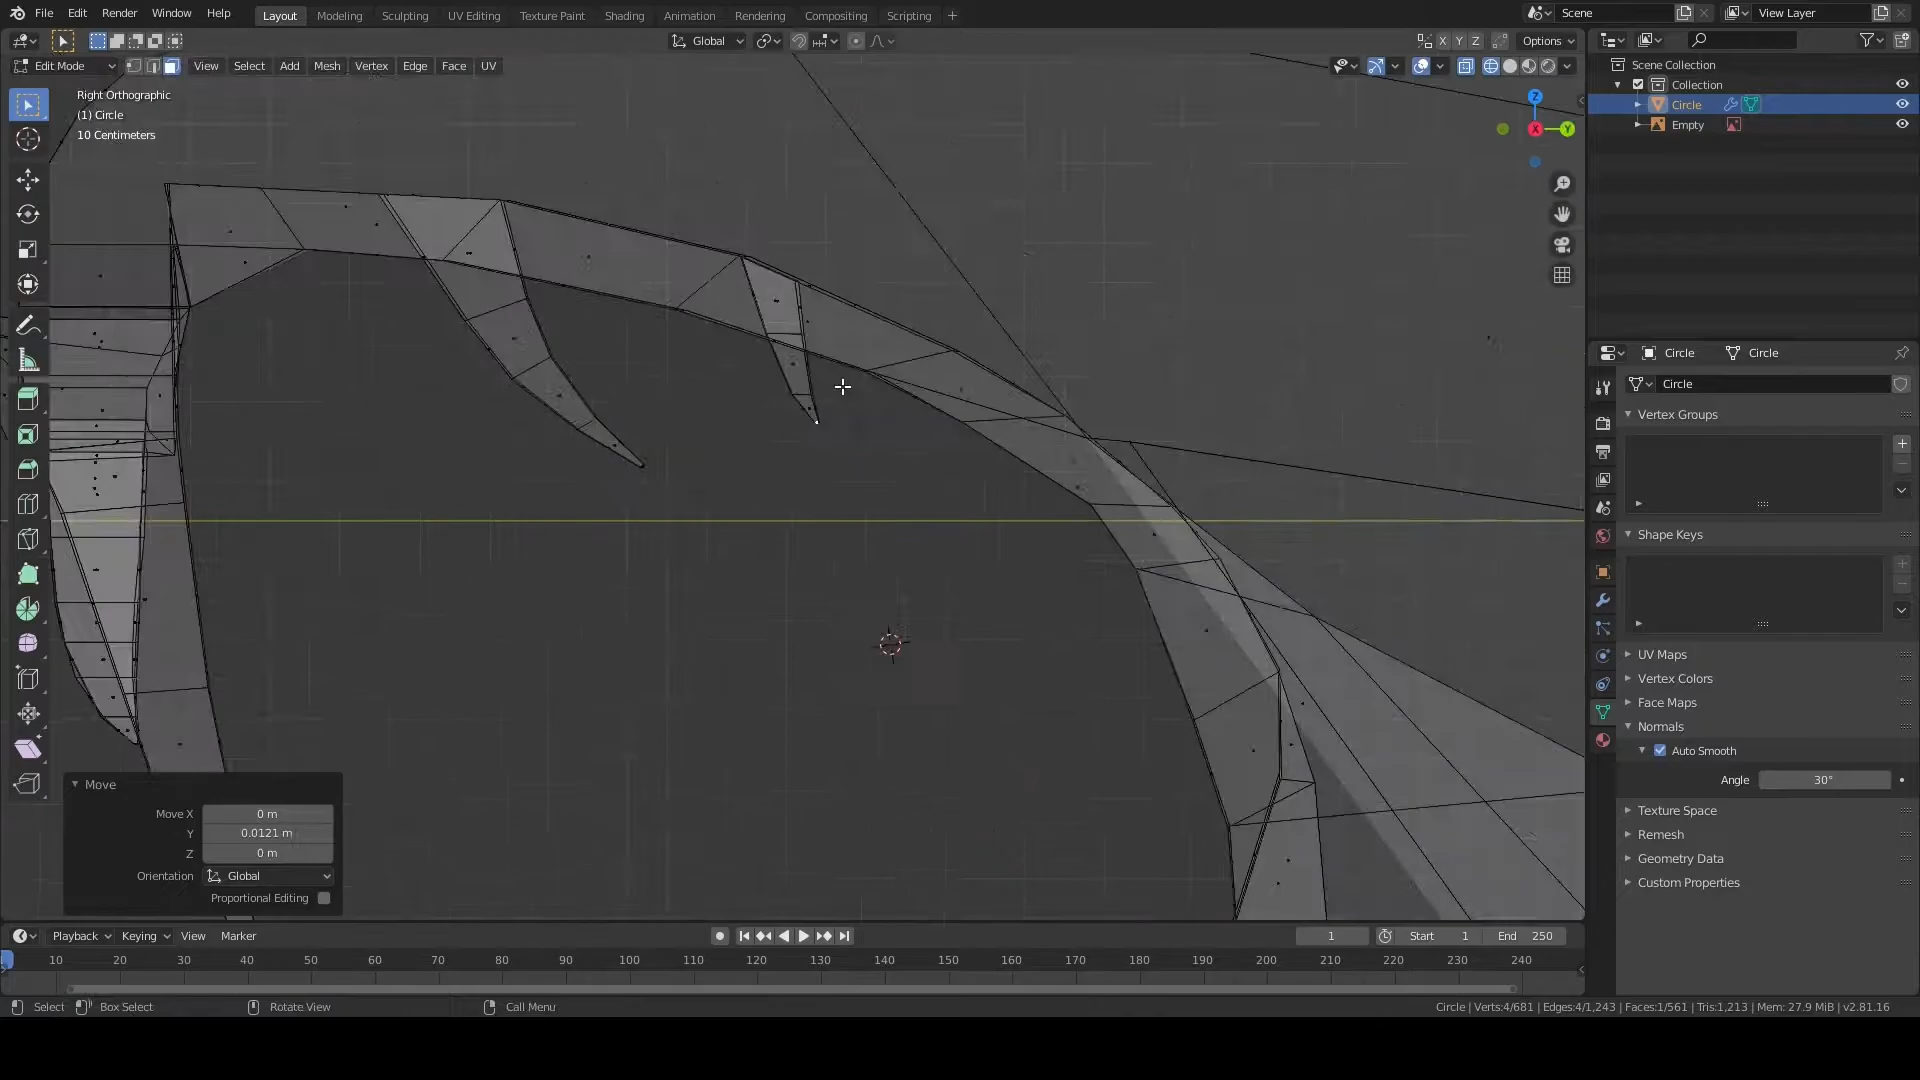 File Edit Render Window Help Layout Modeling Sculpting UV Editing Texture Paint Shading Animation Rendering Compositing Scripting + Scene View Layer
Global X Y Z Options
Edit Mode View Select Add Mesh Vertex Edge Face UV
Right Orthographic
(1) Circle
10 Centimeters
Z
X
Y
Scene Collection
Collection
Circle
Empty
Circle Circle
Circle
Vertex Groups
Shape Keys
UV Maps
Vertex Colors
Face Maps
Normals
Auto Smooth
Angle 30°
Texture Space
Remesh
Geometry Data
Custom Properties
Move
Move X 0 m
Y 0.0121 m
Z 0 m
Orientation Global
Proportional Editing
Playback Keying View Marker 1 Start 1 End 250
10 20 30 40 50 60 70 80 90 100 110 120 130 140 150 160 170 180 190 200 210 220 230 240
Select Box Select Rotate View Call Menu Circle | Verts:4/681 | Edges:4/1,243 | Faces:1/561 | Tris:1,213 | Mem: 27.9 MiB | v2.81.16